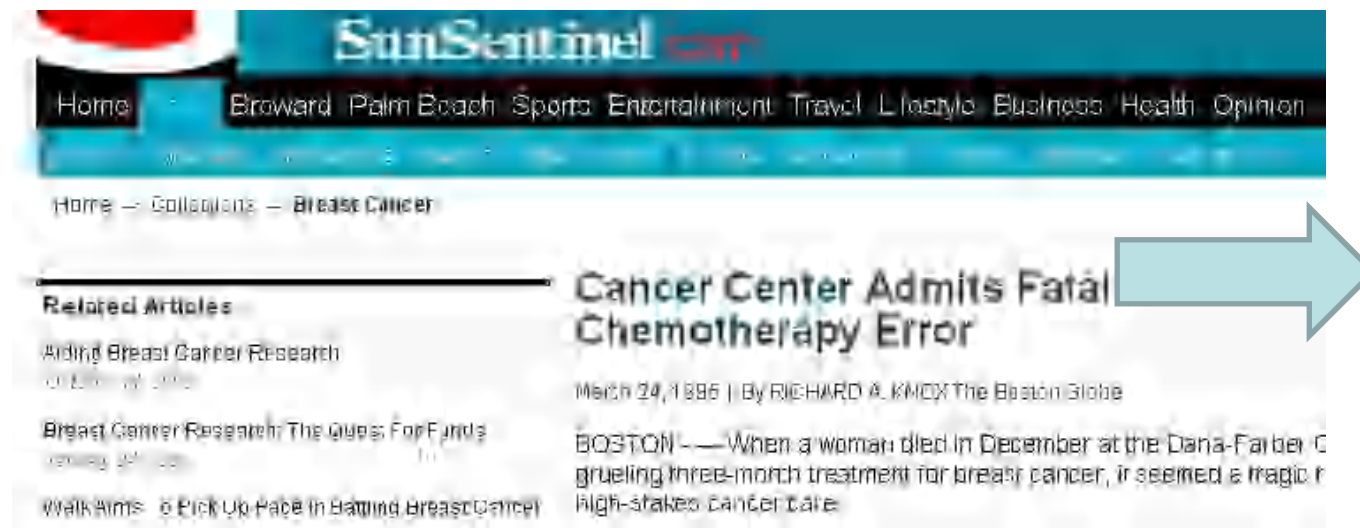 SunSentinel.com
Home Broward Palm Beach Sports Entertainment Travel Lifestyle Business Health Opinion
Home — Collections — Breast Cancer
Related Articles
Aiding Breast Cancer Research
Breast Cancer Research: The Quest For Funds
Walk Aims To Pick Up Pace In Battling Breast Cancer
Cancer Center Admits Fatal
Chemotherapy Error
March 24, 1995 | By RICHARD A. KNOX The Boston Globe
BOSTON -— When a woman died in December at the Dana-Farber C
grueling three-month treatment for breast cancer, it seemed a tragic
high-stakes cancer care